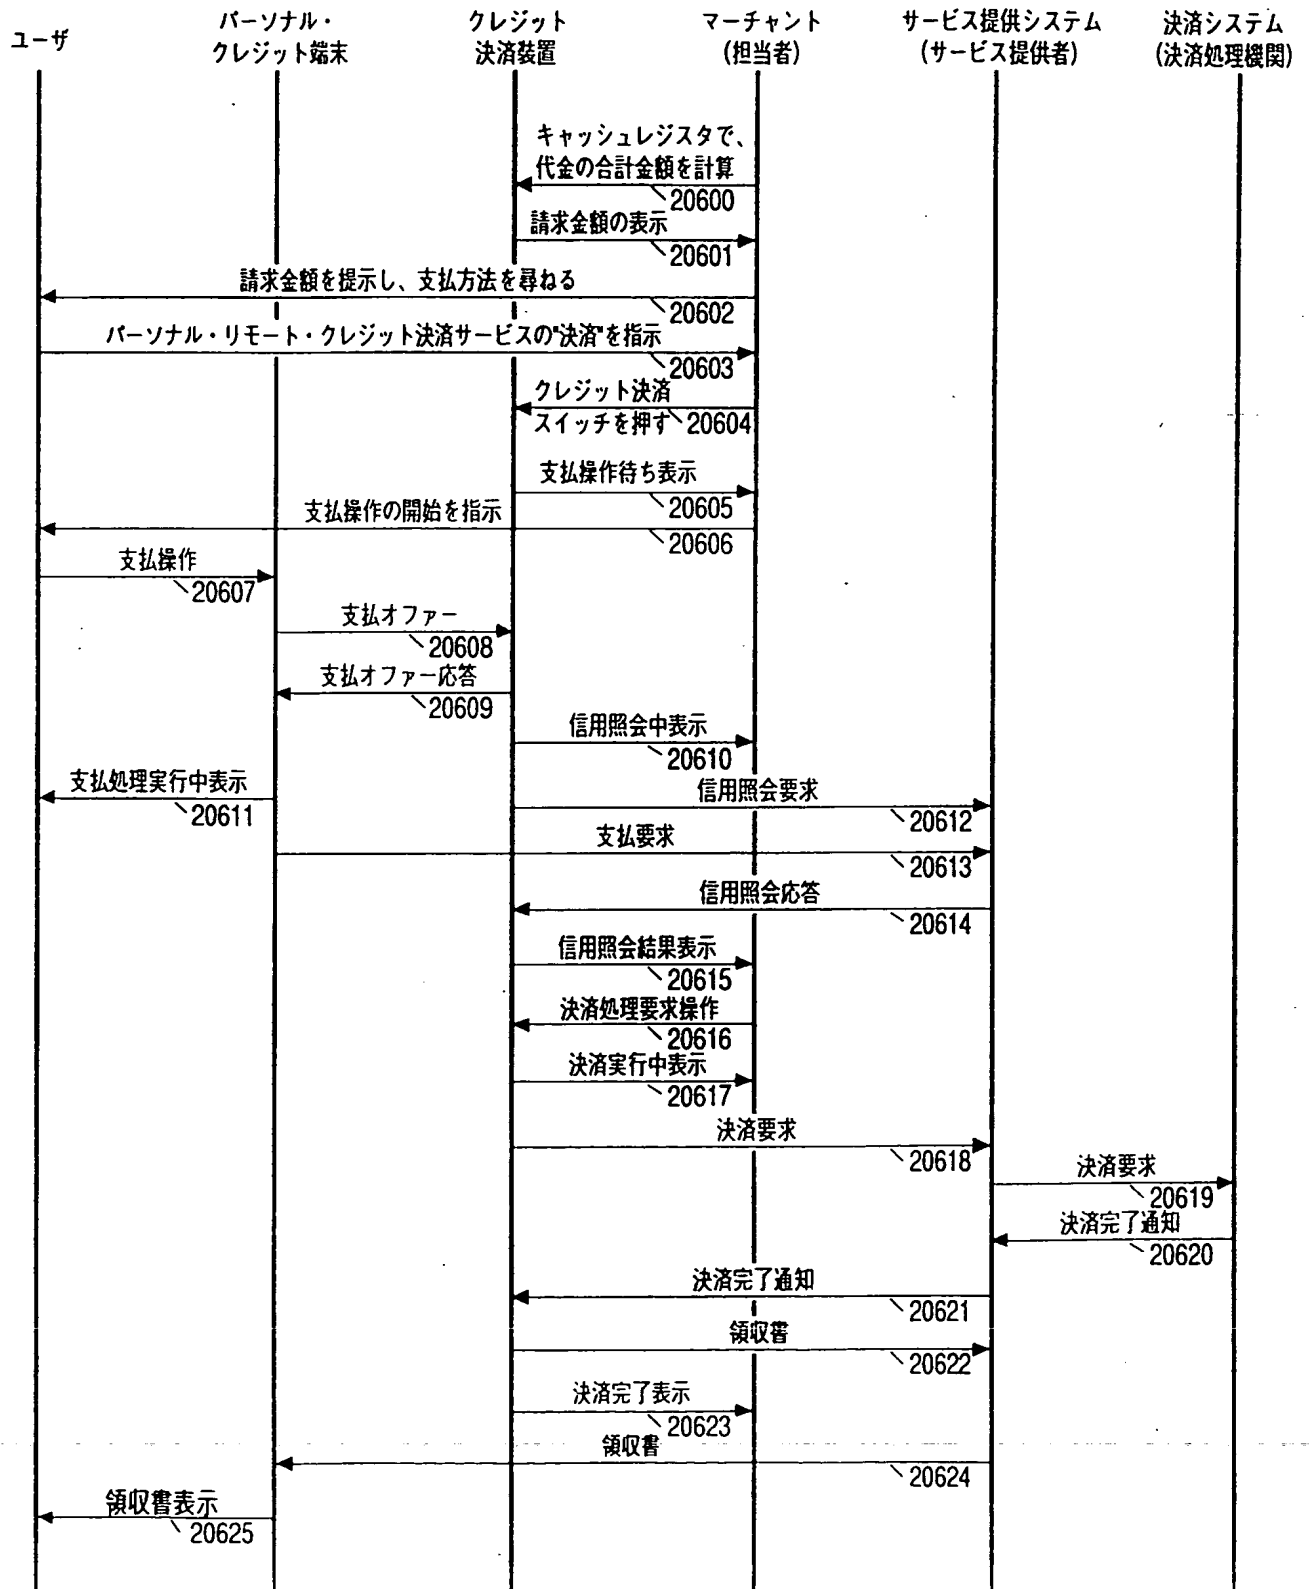 ユーザ
パーソナル・
クレジット端末
クレジット
決済装置
マーチャント
(担当者)
サービス提供システム
(サービス提供者)
決済システム
(決済処理機関)
キャッシュレジスタで、
代金の合計金額を計算
20600
請求金額の表示
20601
請求金額を提示し、支払方法を尋ねる
20602
パーソナル・リモート・クレジット決済サービスの"決済"を指示
20603
クレジット決済
スイッチを押す
20604
支払操作待ち表示
20605
支払操作の開始を指示
20606
支払操作
20607
支払オファー
20608
支払オファー応答
20609
信用照会中表示
20610
支払処理実行中表示
20611
信用照会要求
20612
支払要求
20613
信用照会応答
20614
信用照会結果表示
20615
決済処理要求操作
20616
決済実行中表示
20617
決済要求
20618
決済要求
20619
決済完了通知
20620
決済完了通知
20621
領収書
20622
決済完了表示
20623
領収書
20624
領収書表示
20625